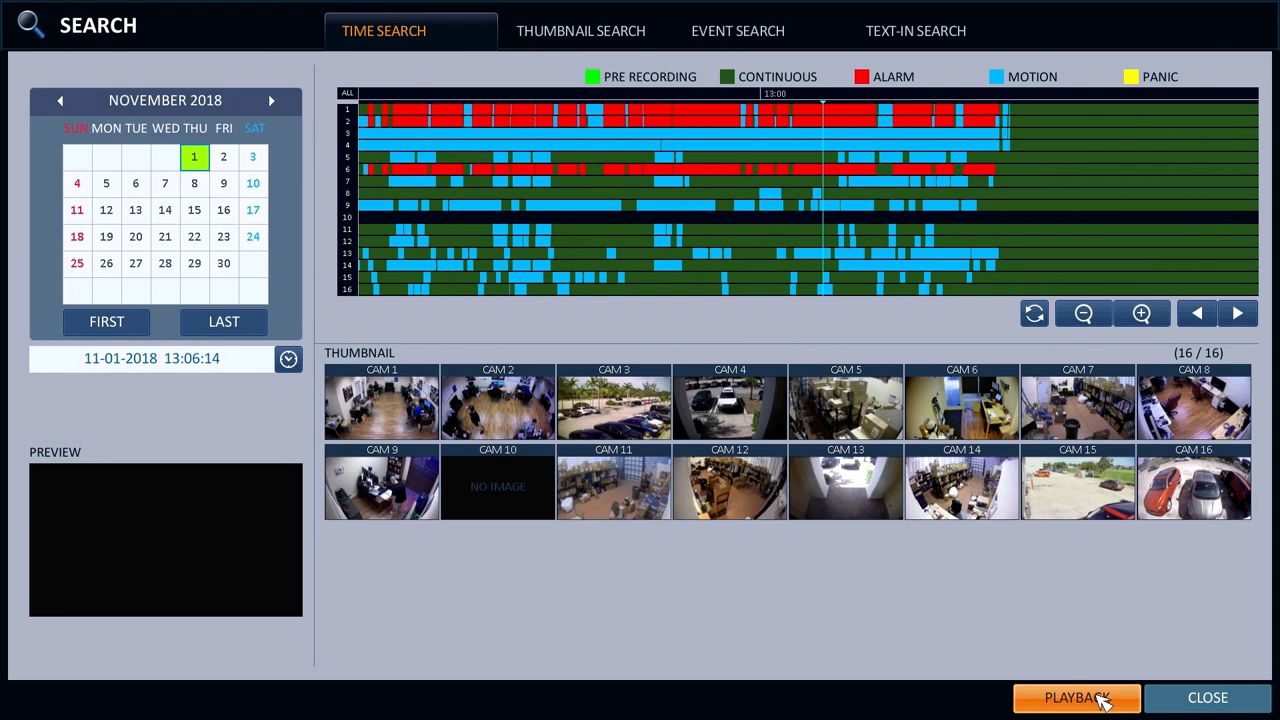 SEARCH
TIME SEARCH
THUMBNAIL SEARCH
EVENT SEARCH
TEXT-IN SEARCH
NOVEMBER 2018
SUN MON TUE WED THU FRI SAT
1 2 3
4 5 6 7 8 9 10
11 12 13 14 15 16 17
18 19 20 21 22 23 24
25 26 27 28 29 30
FIRST LAST
11-01-2018 13:06:14
PREVIEW
PRE RECORDING CONTINUOUS ALARM MOTION PANIC
ALL 13:00
1
2
3
4
5
6
7
8
9
10
11
12
13
14
15
16
THUMBNAIL (16 / 16)
CAM 1 CAM 2 CAM 3 CAM 4 CAM 5 CAM 6 CAM 7 CAM 8
CAM 9 CAM 10 CAM 11 CAM 12 CAM 13 CAM 14 CAM 15 CAM 16
NO IMAGE
PLAYBACK CLOSE